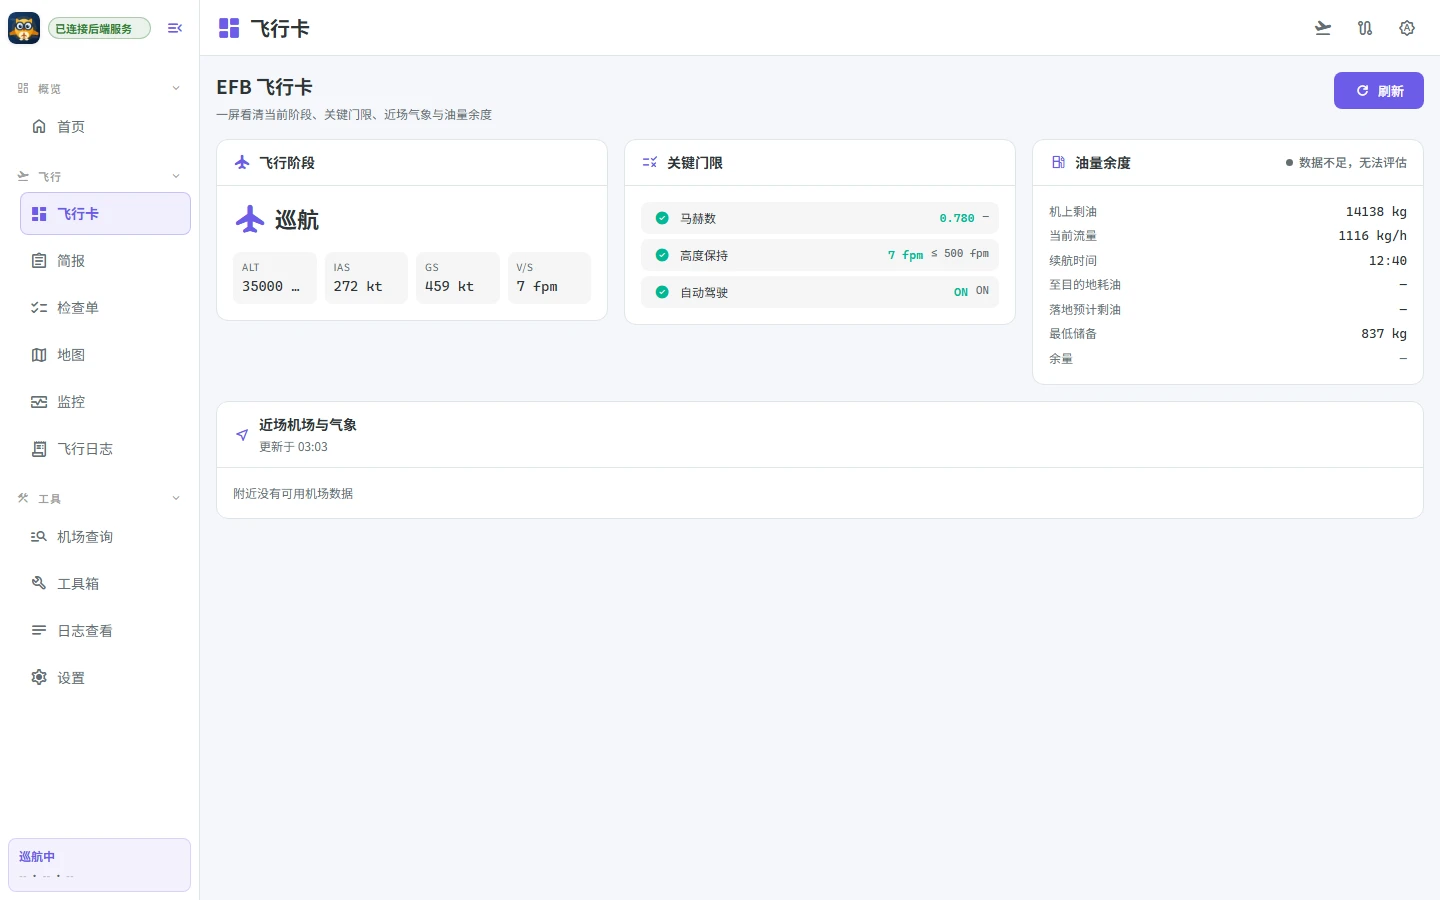 已连接后端服务
概览
首页
飞行
飞行卡
简报
检查单
地图
监控
飞行日志
工具
机场查询
工具箱
日志查看
设置
巡航中
-- • -- • --
飞行卡
EFB 飞行卡
一屏看清当前阶段、关键门限、近场气象与油量余度
刷新
飞行阶段
巡航
ALT
35000 …
IAS
272 kt
GS
459 kt
V/S
7 fpm
关键门限
马赫数 0.780 —
高度保持 7 fpm ≤ 500 fpm
自动驾驶 ON ON
油量余度
数据不足，无法评估
机上剩油 14138 kg
当前流量 1116 kg/h
续航时间 12:40
至目的地耗油 —
落地预计剩油 —
最低储备 837 kg
余量 —
近场机场与气象
更新于 03:03
附近没有可用机场数据